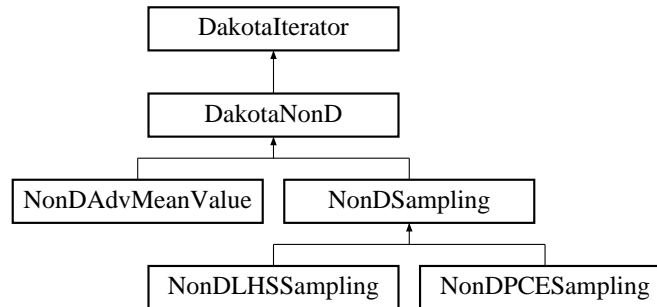 DakotaIterator
DakotaNonD
NonDAdvMeanValue
NonDSampling
NonDLHSSampling
NonDPCESampling